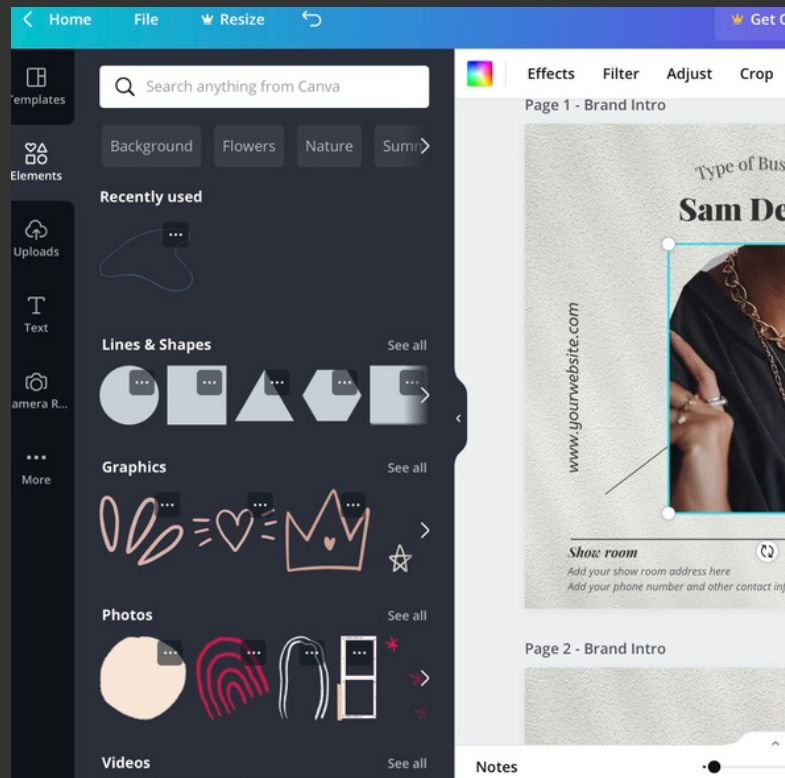 Home File Resize
Get
Templates
Elements
Uploads
Text
amera R...
More
Search anything from Canva
Background Flowers Nature Summ
Recently used
Lines & Shapes See all
Graphics See all
Photos See all
Videos See all
Effects Filter Adjust Crop
Page 1 - Brand Intro
Type of Bus
Sam De
www.yourwebsite.com
Show room
Add your show room address here
Add your phone number and other contact inf
Page 2 - Brand Intro
Notes